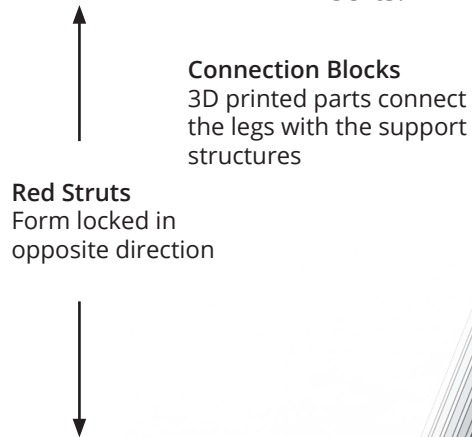 Connection Blocks
3D printed parts connect
the legs with the support
structures
Red Struts
Form locked in
opposite direction